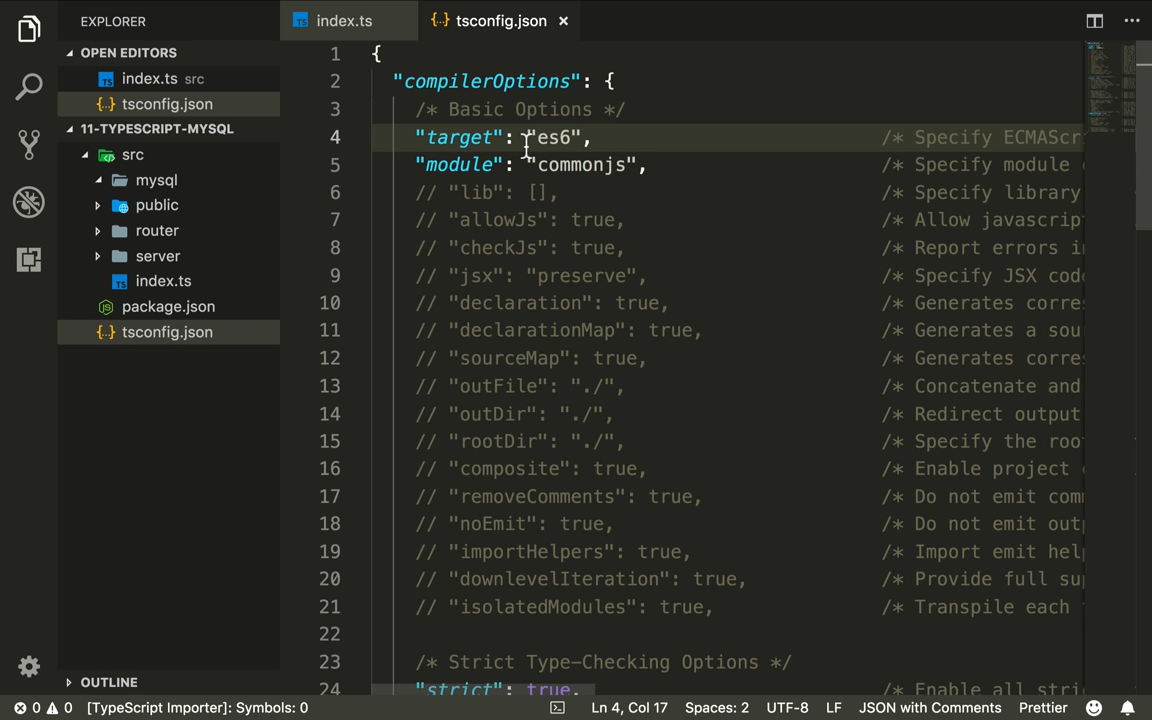 EXPLORER
OPEN EDITORS
TS index.ts src
{..} tsconfig.json
11-TYPESCRIPT-MYSQL
src
mysql
public
router
server
TS index.ts
JS package.json
{..} tsconfig.json
OUTLINE
TS index.ts {..} tsconfig.json ×
1 {
2 "compilerOptions": {
3 /* Basic Options */
4 "target": "es6", /* Specify ECMAScr
5 "module": "commonjs", /* Specify module
6 // "lib": [], /* Specify library
7 // "allowJs": true, /* Allow javascrip
8 // "checkJs": true, /* Report errors i
9 // "jsx": "preserve", /* Specify JSX cod
10 // "declaration": true, /* Generates corre
11 // "declarationMap": true, /* Generates a sou
12 // "sourceMap": true, /* Generates corre
13 // "outFile": "./", /* Concatenate and
14 // "outDir": "./", /* Redirect output
15 // "rootDir": "./", /* Specify the roo
16 // "composite": true, /* Enable project
17 // "removeComments": true, /* Do not emit com
18 // "noEmit": true, /* Do not emit out
19 // "importHelpers": true, /* Import emit hel
20 // "downlevelIteration": true, /* Provide full su
21 // "isolatedModules": true, /* Transpile each
22
23 /* Strict Type-Checking Options */
24 "strict": true, /* Enable all stri
0 0 [TypeScript Importer]: Symbols: 0 Ln 4, Col 17 Spaces: 2 UTF-8 LF JSON with Comments Prettier